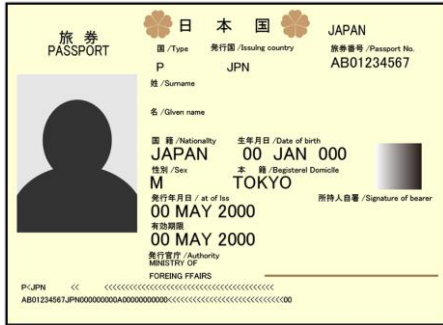 旅 券
PASSPORT
日 本 国
JAPAN
国 /Type
発行国 /Issuing country
旅券番号 /Passport No.
P
JPN
AB01234567
姓 /Surname
名 /Given name
国 籍 /Nationality
生年月日 /Date of birth
JAPAN
00 JAN 000
性別 /Sex
本 籍 /Begisterel Domicile
M
TOKYO
発行年月日 / at of Iss
所持人自署 /Signature of bearer
00 MAY 2000
有効期限
00 MAY 2000
発行官庁 /Authority
MINISTRY OF
FOREING FFAIRS